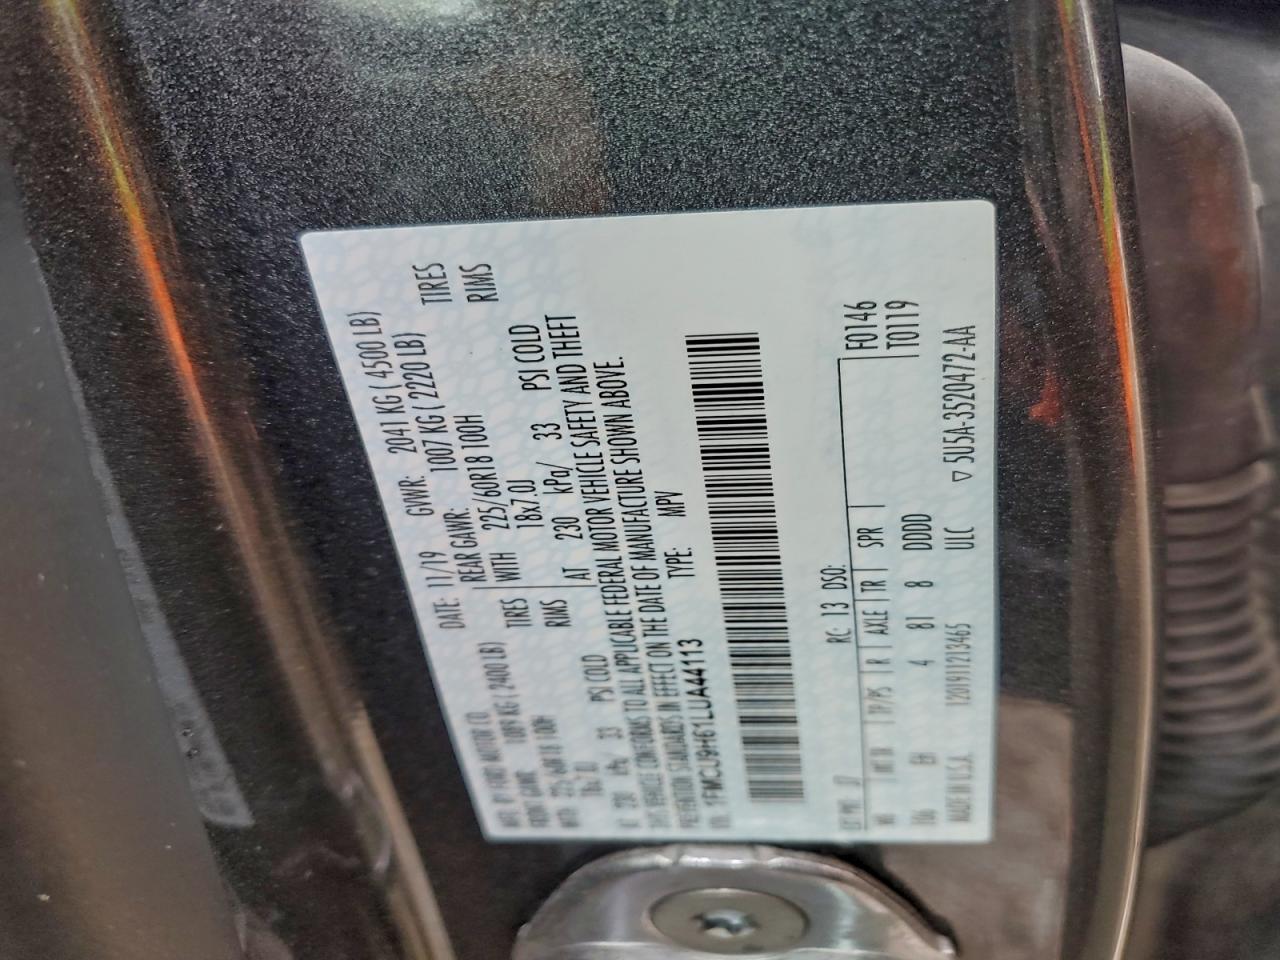 MFD. BY FORD MOTOR CO. DATE: 11/19 GVWR: 2041 KG ( 4500 LB)
FRONT GAWR: 1089 KG ( 2400 LB) REAR GAWR: 1007 KG ( 2220 LB)
WITH 225/60R18 100H TIRES WITH 225/60R18 100H TIRES
18x7.0J RIMS 18x7.0J RIMS
AT 230 kPa/ 33 PSI COLD AT 230 kPa/ 33 PSI COLD
THIS VEHICLE CONFORMS TO ALL APPLICABLE FEDERAL MOTOR VEHICLE SAFETY AND THEFT
PREVENTION STANDARDS IN EFFECT ON THE DATE OF MANUFACTURE SHOWN ABOVE.
VIN: 1FMCU9H61LUA44113 TYPE: MPV
EXT PNT: RC: 13 DSO: F0146
WB INT TR TP/PS R AXLE TR SPR T0119
4 81 8 DDDD
MADE IN U.S.A. 1201911213465 ULC ▽ 5U5A-3520472-AA